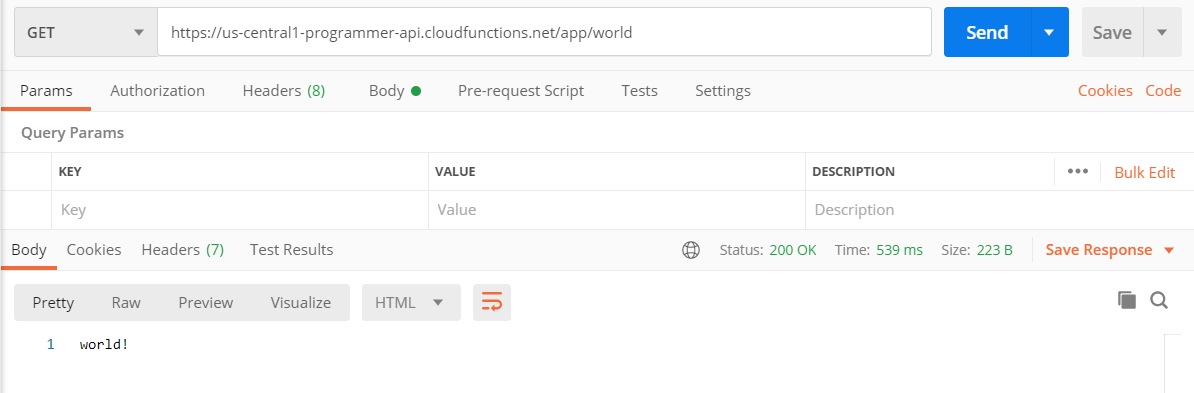 GET https://us-central1-programmer-api.cloudfunctions.net/app/world Send Save
Params Authorization Headers (8) Body Pre-request Script Tests Settings Cookies Code
Query Params
KEY VALUE DESCRIPTION ••• Bulk Edit
Key Value Description
Body Cookies Headers (7) Test Results Status: 200 OK Time: 539 ms Size: 223 B Save Response
Pretty Raw Preview Visualize HTML
1 world!